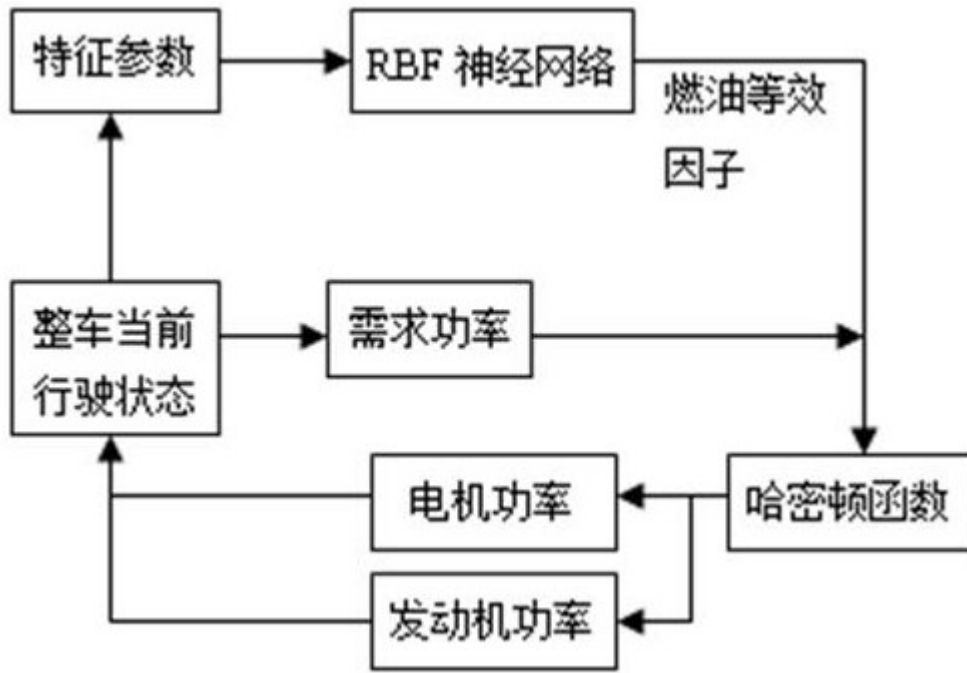 特征参数
RBF 神经网络
燃油等效
因子
整车当前
行驶状态
需求功率
电机功率
哈密顿函数
发动机功率